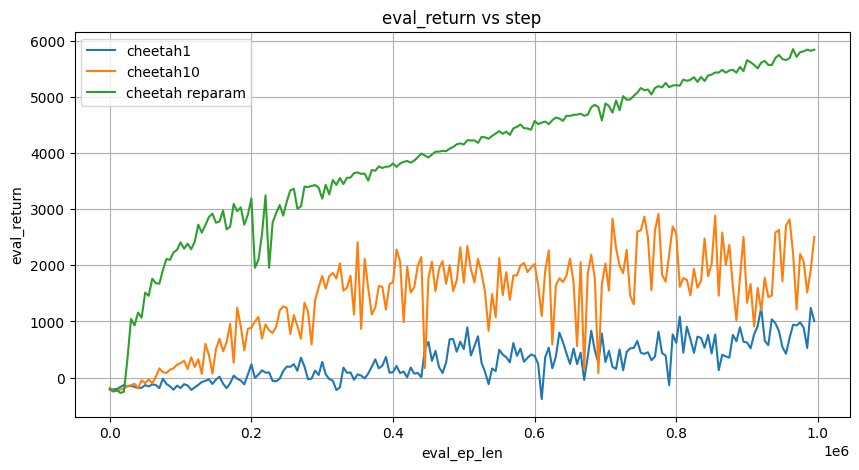 eval_return vs step
cheetah1
cheetah10
cheetah reparam
eval_return
6000
5000
4000
3000
2000
1000
0
0.0
0.2
0.4
0.6
0.8
1.0
1e6
eval_ep_len